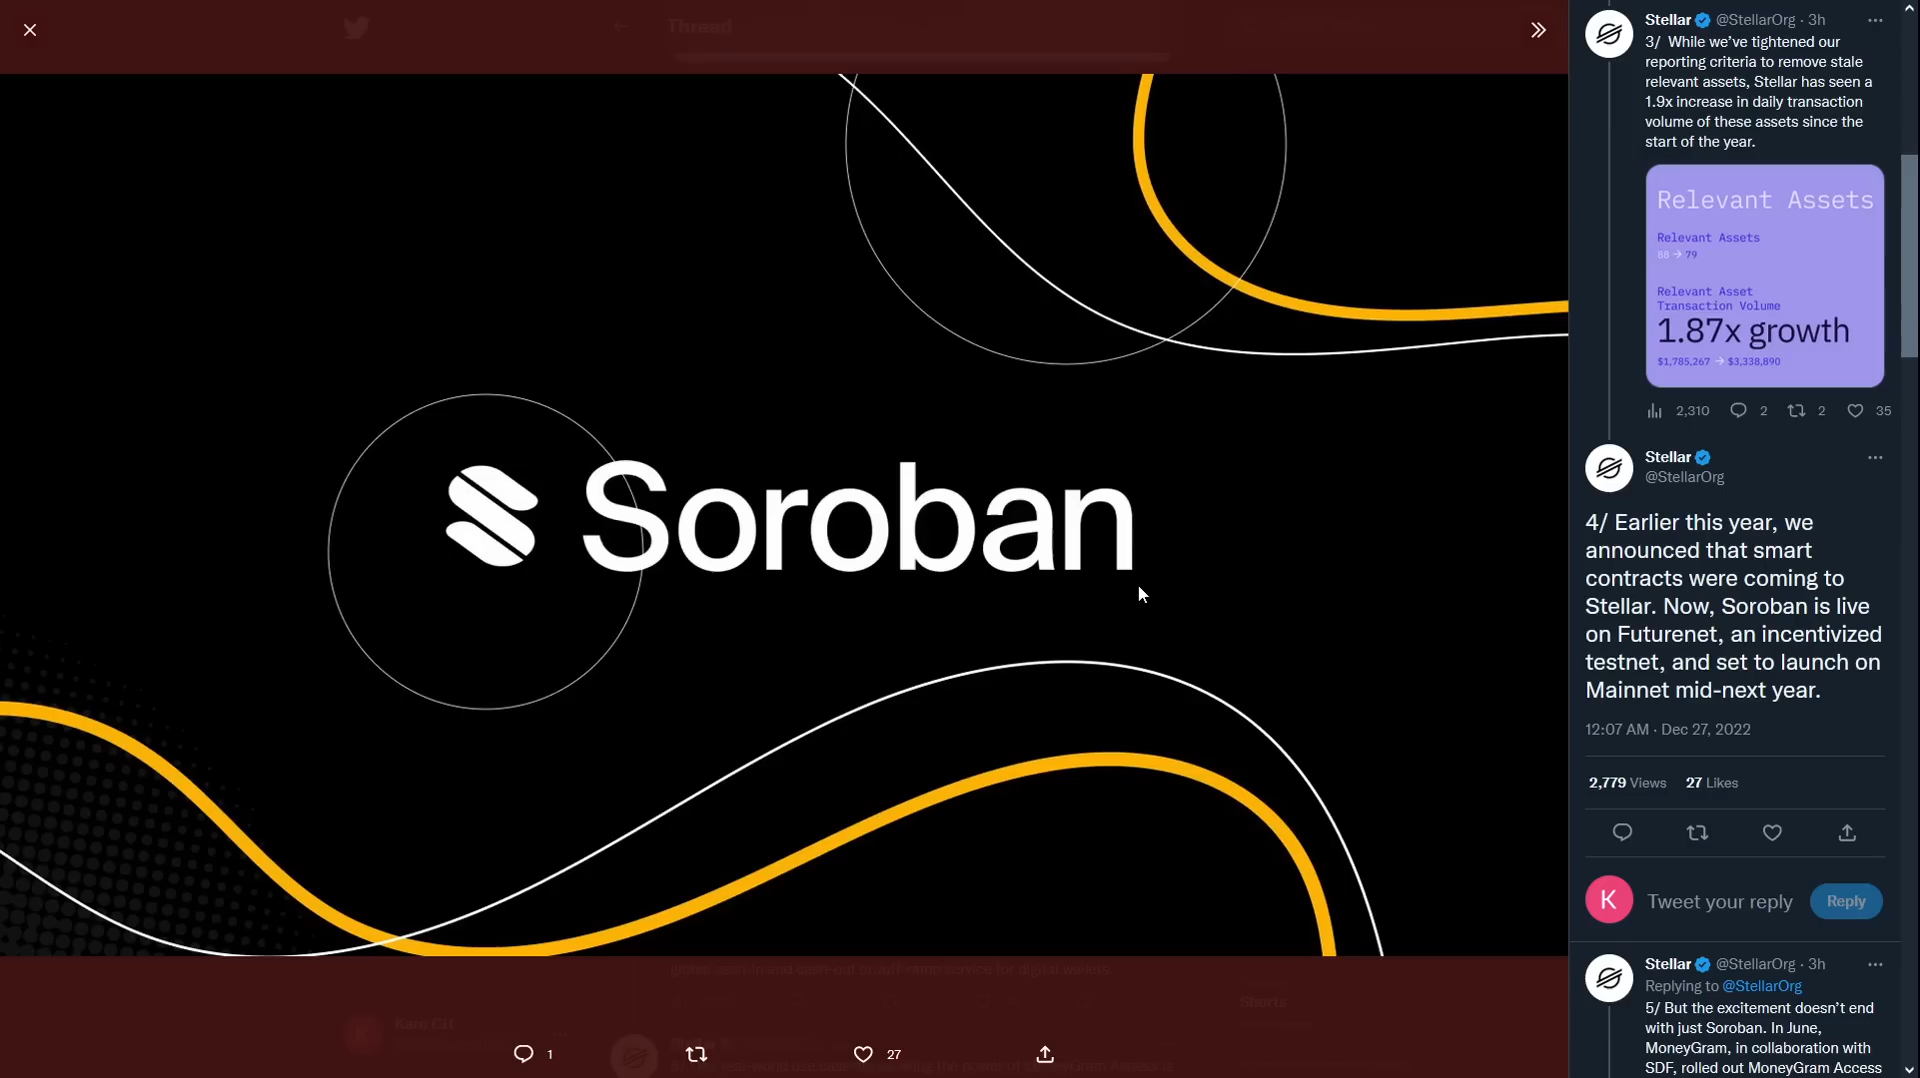 Thread
Soroban
Karo CH
Shorts
1
27
Stellar @StellarOrg · 3h
3/ While we've tightened our
reporting criteria to remove stale
relevant assets, Stellar has seen a
1.9x increase in daily transaction
volume of these assets since the
start of the year.
Relevant Assets
Relevant Assets
88 → 79
Relevant Asset
Transaction Volume
1.87x growth
$1,785,267 → $3,338,890
2,310 2 2 35
Stellar
@StellarOrg
4/ Earlier this year, we
announced that smart
contracts were coming to
Stellar. Now, Soroban is live
on Futurenet, an incentivized
testnet, and set to launch on
Mainnet mid-next year.
12:07 AM · Dec 27, 2022
2,779 Views 27 Likes
K Tweet your reply Reply
Stellar @StellarOrg · 3h
Replying to @StellarOrg
5/ But the excitement doesn't end
with just Soroban. In June,
MoneyGram, in collaboration with
SDF, rolled out MoneyGram Access